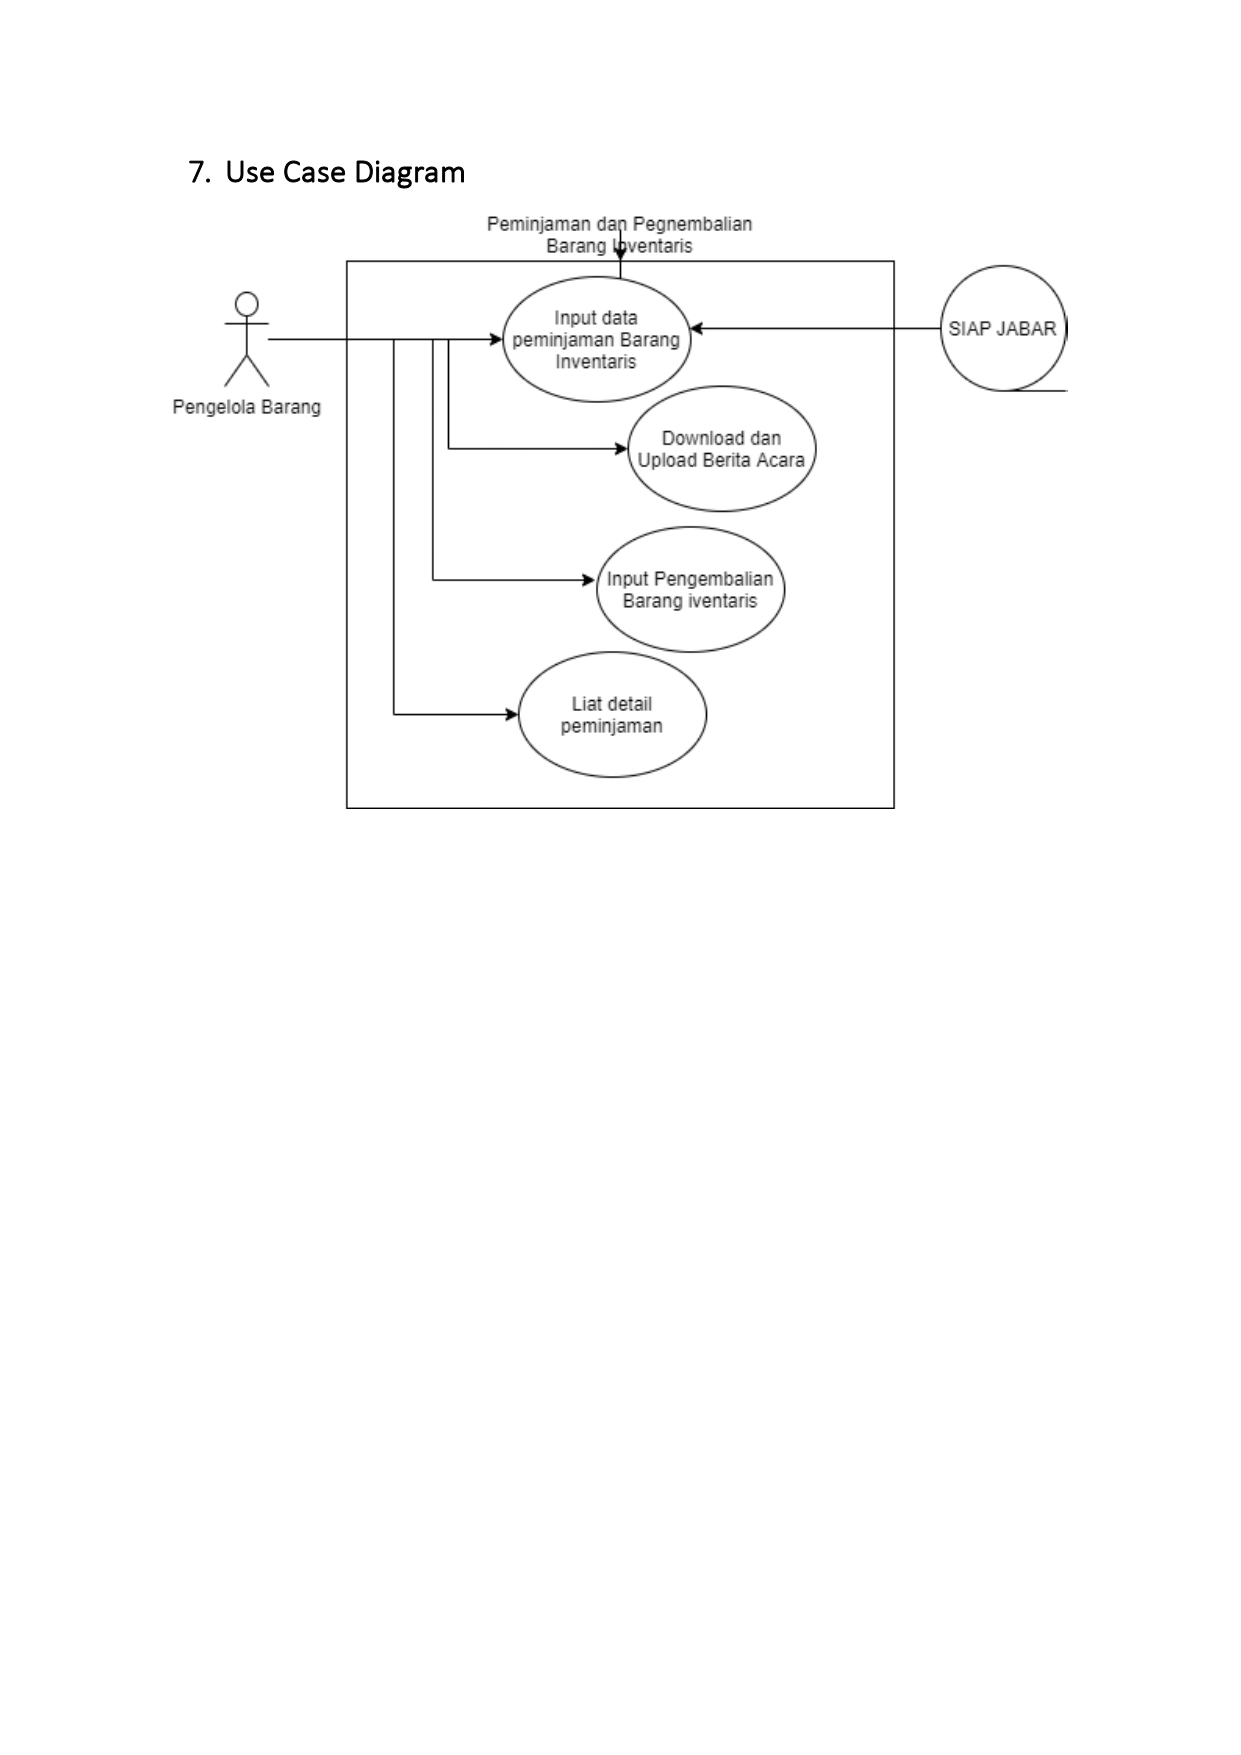 7. Use Case Diagram
Peminjaman dan Pegnembalian
Barang Inventaris
Input data
peminjaman Barang
Inventaris
SIAP JABAR
Pengelola Barang
Download dan
Upload Berita Acara
Input Pengembalian
Barang iventaris
Liat detail
peminjaman